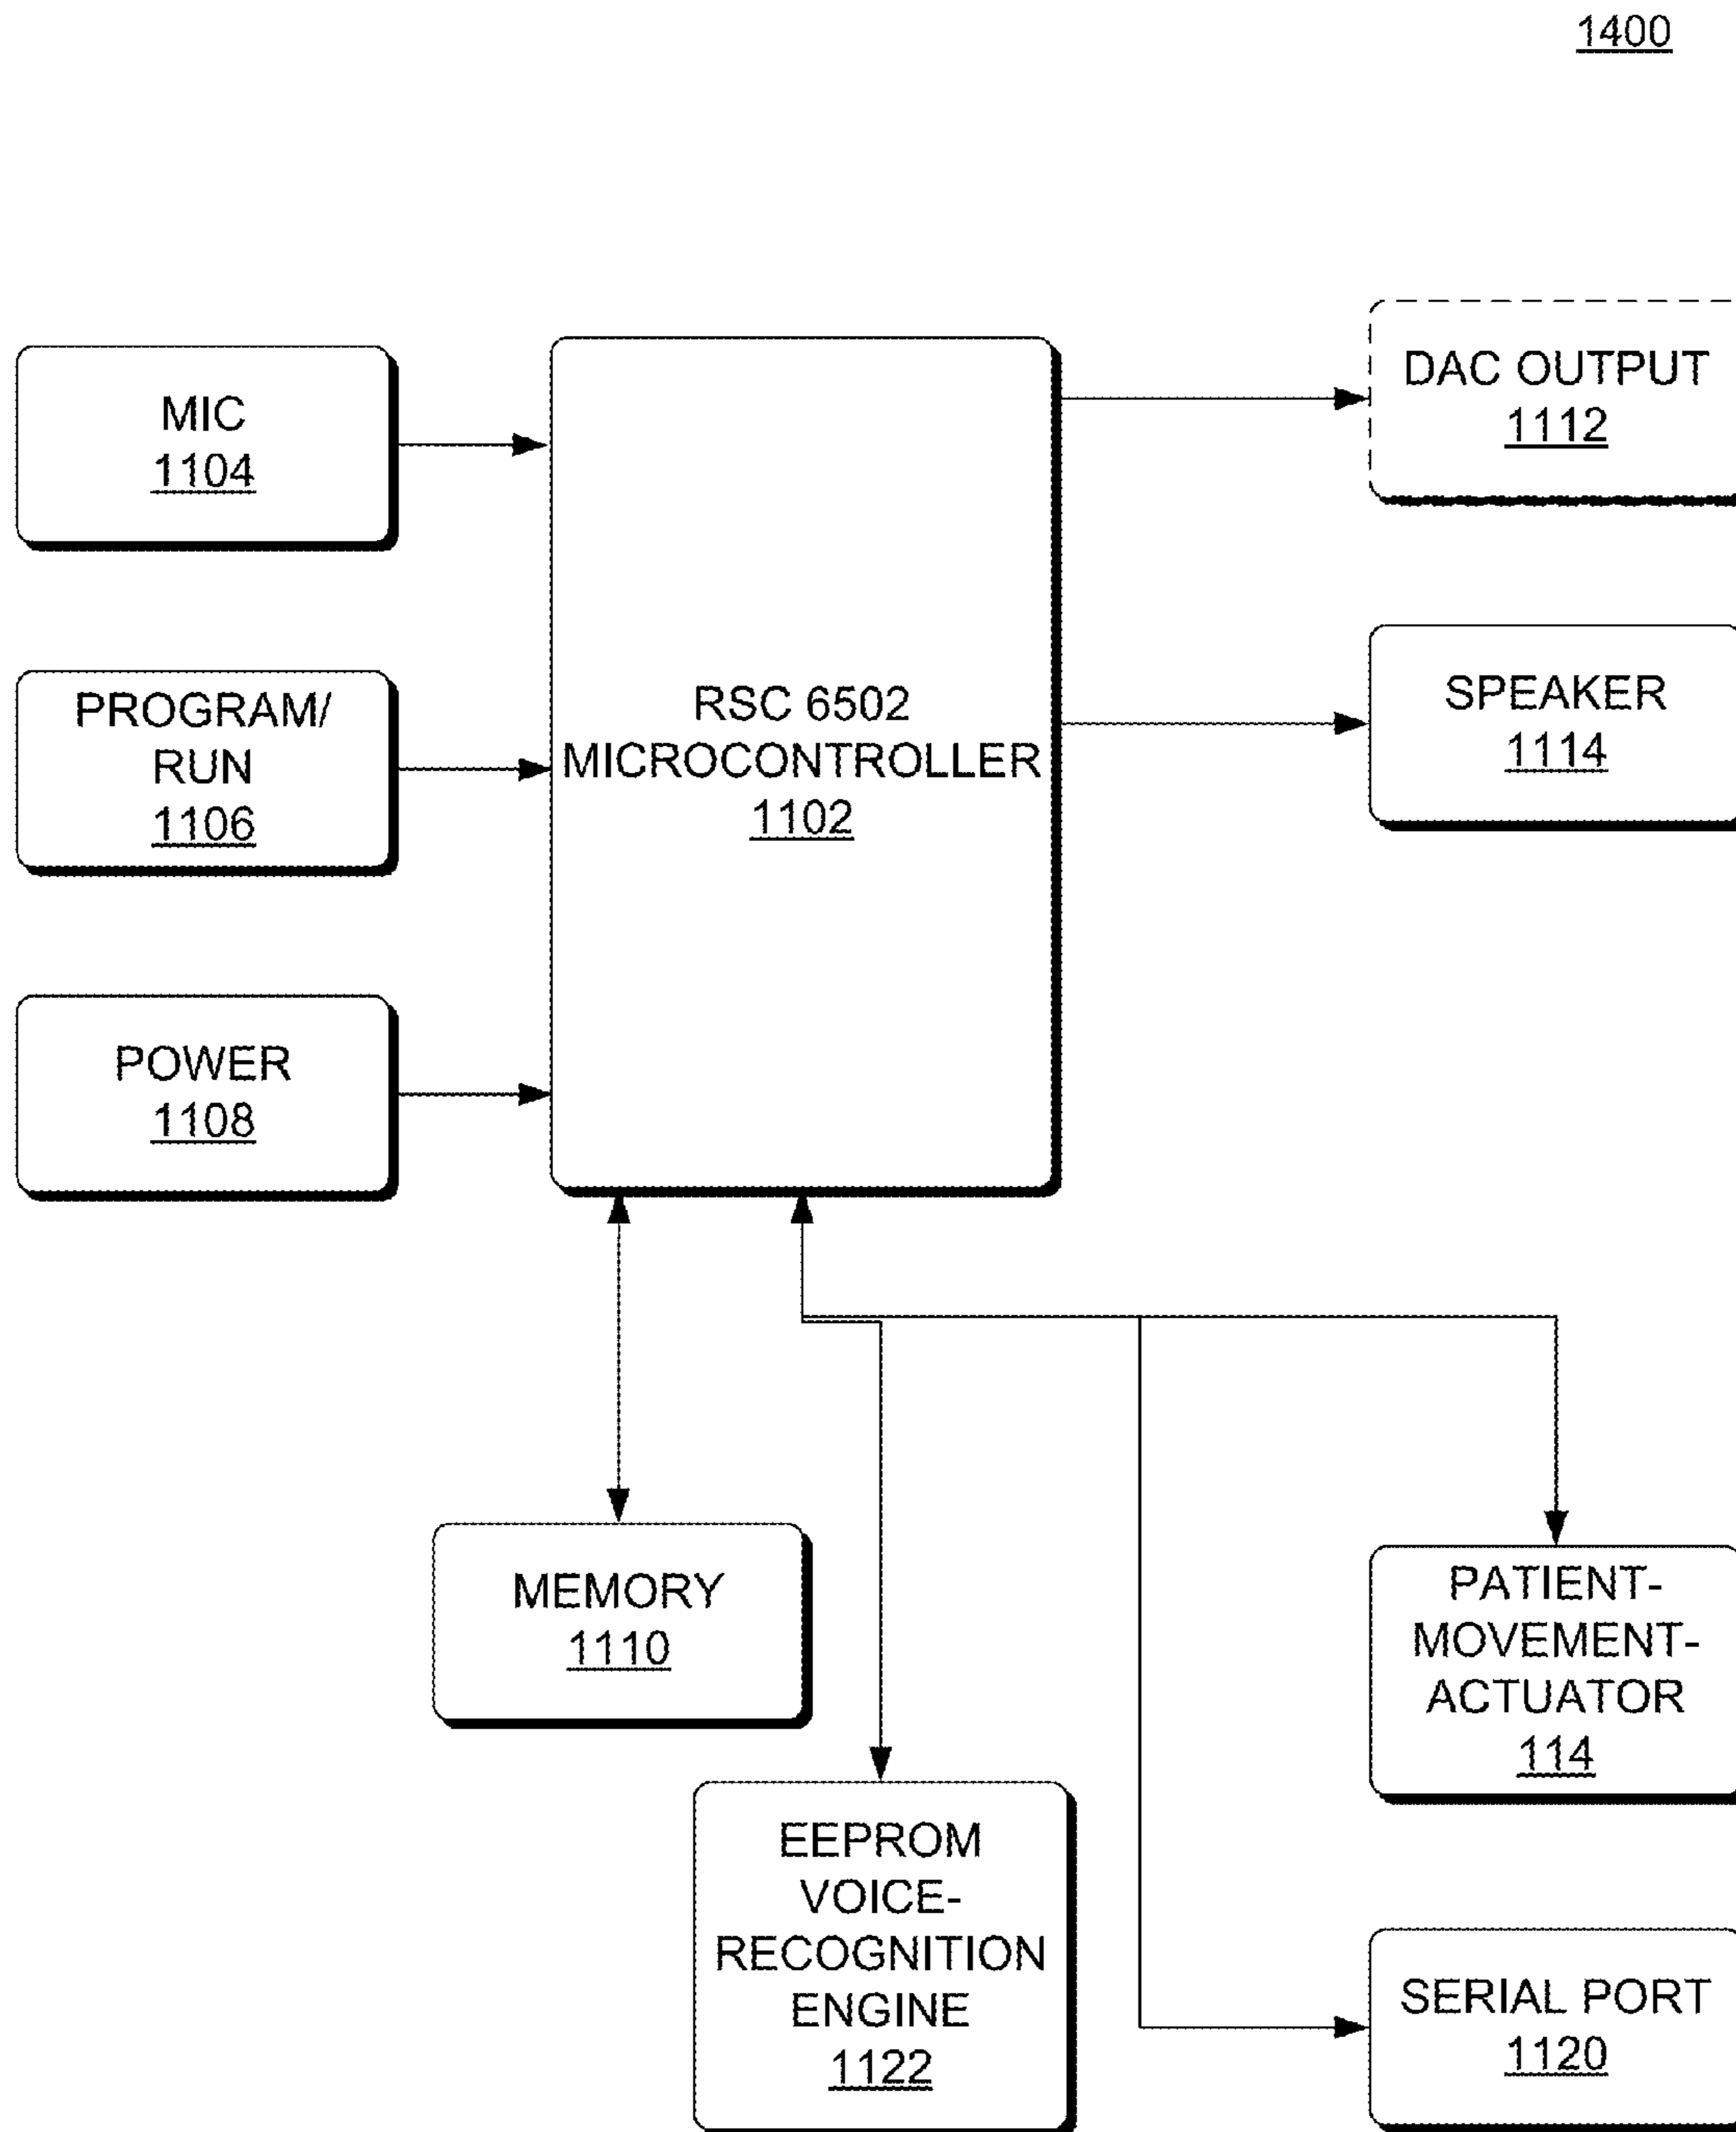 1400
MIC
1104
PROGRAM/
RUN
1106
POWER
1108
RSC 6502
MICROCONTROLLER
1102
DAC OUTPUT
1112
SPEAKER
1114
MEMORY
1110
EEPROM
VOICE-
RECOGNITION
ENGINE
1122
PATIENT-
MOVEMENT-
ACTUATOR
114
SERIAL PORT
1120